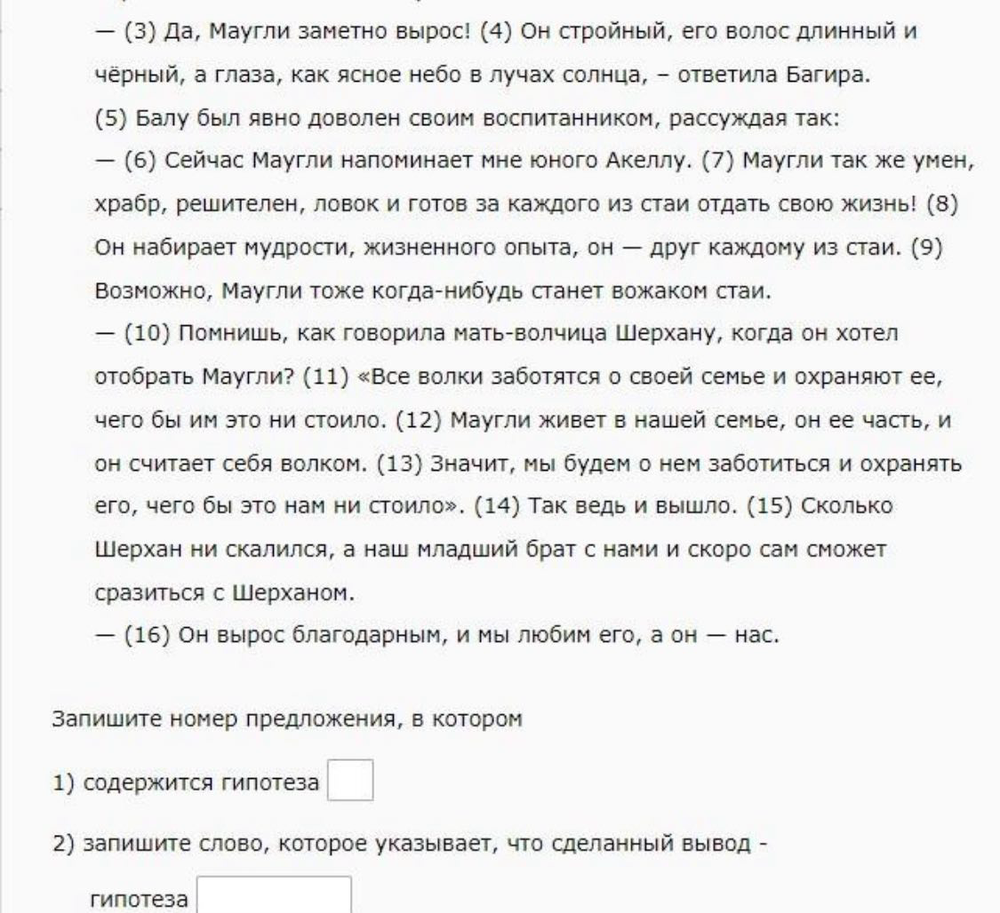 — (3) Да, Маугли заметно вырос! (4) Он стройный, его волос длинный и
чёрный, а глаза, как ясное небо в лучах солнца, – ответила Багира.
(5) Балу был явно доволен своим воспитанником, рассуждая так:
— (6) Сейчас Маугли напоминает мне юного Акеллу. (7) Маугли так же умен,
храбр, решителен, ловок и готов за каждого из стаи отдать свою жизнь! (8)
Он набирает мудрости, жизненного опыта, он — друг каждому из стаи. (9)
Возможно, Маугли тоже когда-нибудь станет вожаком стаи.
— (10) Помнишь, как говорила мать-волчица Шерхану, когда он хотел
отобрать Маугли? (11) «Все волки заботятся о своей семье и охраняют ее,
чего бы им это ни стоило. (12) Маугли живет в нашей семье, он ее часть, и
он считает себя волком. (13) Значит, мы будем о нем заботиться и охранять
его, чего бы это нам ни стоило». (14) Так ведь и вышло. (15) Сколько
Шерхан ни скалился, а наш младший брат с нами и скоро сам сможет
сразиться с Шерханом.
— (16) Он вырос благодарным, и мы любим его, а он — нас.
Запишите номер предложения, в котором
1) содержится гипотеза
2) запишите слово, которое указывает, что сделанный вывод -
гипотеза